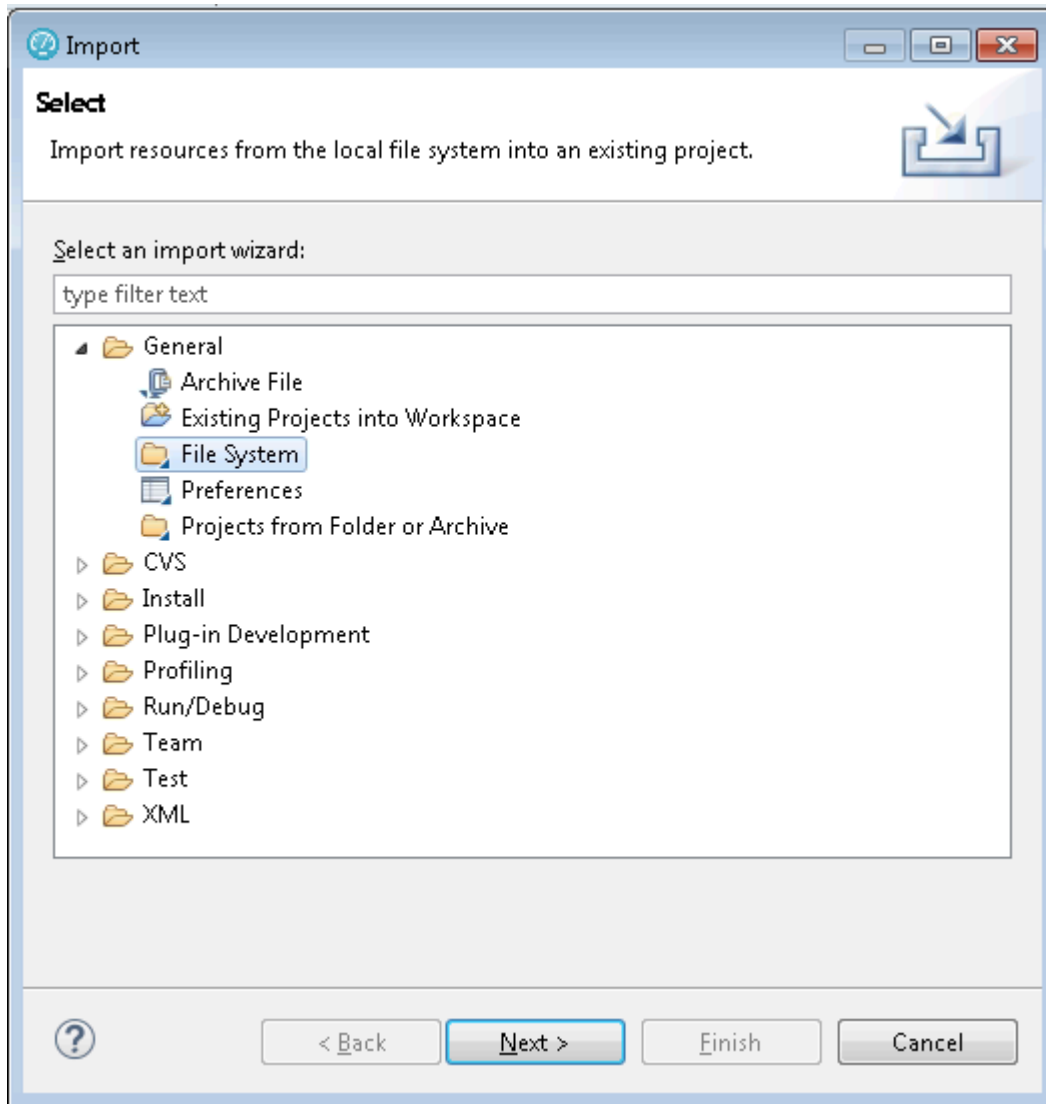 Import
Select
Import resources from the local file system into an existing project.
Select an import wizard:
type filter text
General
Archive File
Existing Projects into Workspace
File System
Preferences
Projects from Folder or Archive
CVS
Install
Plug-in Development
Profiling
Run/Debug
Team
Test
XML
< Back Next > Finish Cancel